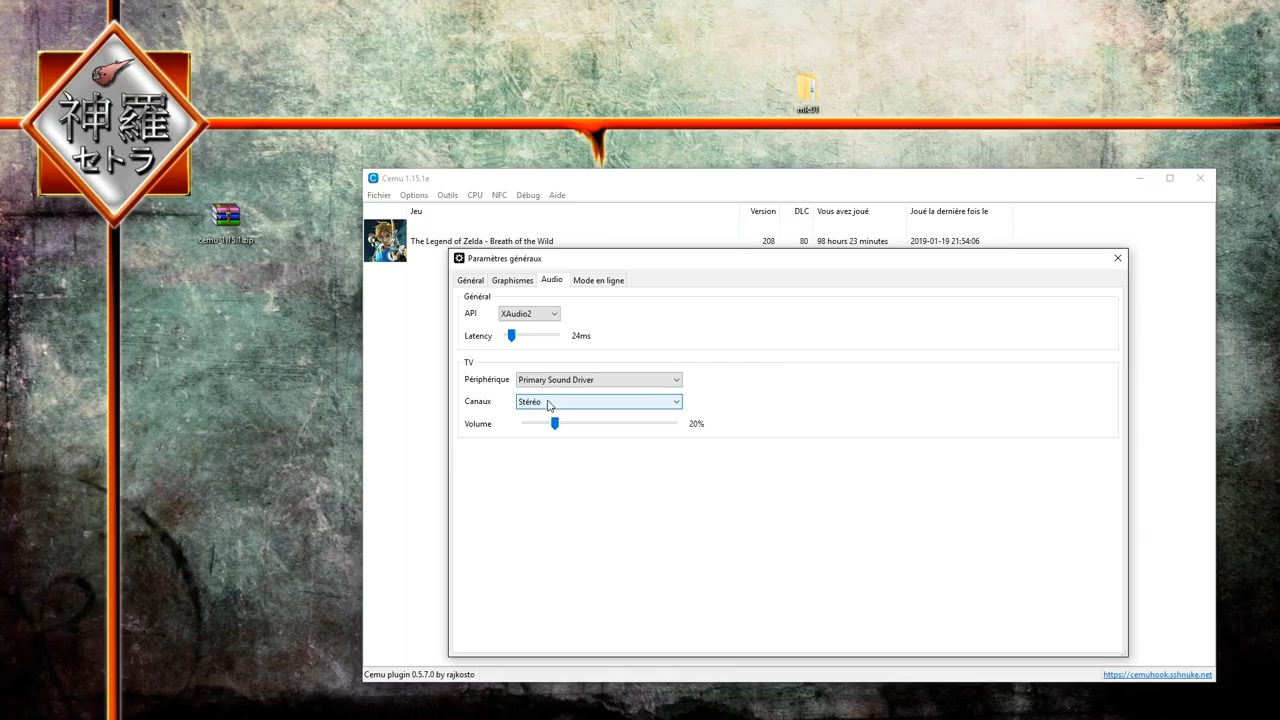 神羅
セトラ
mlc01
cemu_1.15.1.zip
Cemu 1.15.1e
Fichier Options Outils CPU NFC Débug Aide
Jeu Version DLC Vous avez joué Joué la dernière fois le
The Legend of Zelda - Breath of the Wild 208 80 98 hours 23 minutes 2019-01-19 21:54:06
Paramètres généraux
Général Graphismes Audio Mode en ligne
Général
API XAudio2
Latency 24ms
TV
Périphérique Primary Sound Driver
Canaux Stéréo
Volume 20%
Cemu plugin 0.5.7.0 by rajkosto https://cemuhook.sshnuke.net